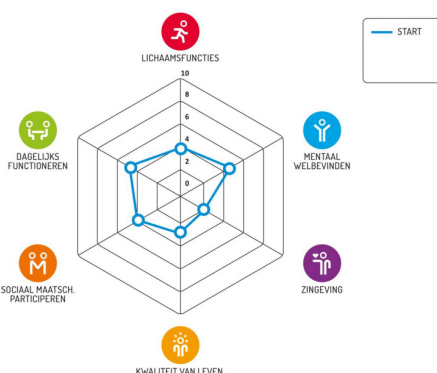 LICHAAMSFUNCTIES
START
10
8
6
4
2
0
DAGELIJKS
FUNCTIONEREN
MENTAAL
WELBEVINDEN
SOCIAAL MAATSCH.
PARTICIPEREN
ZINGEVING
KWALITEIT VAN LEVEN